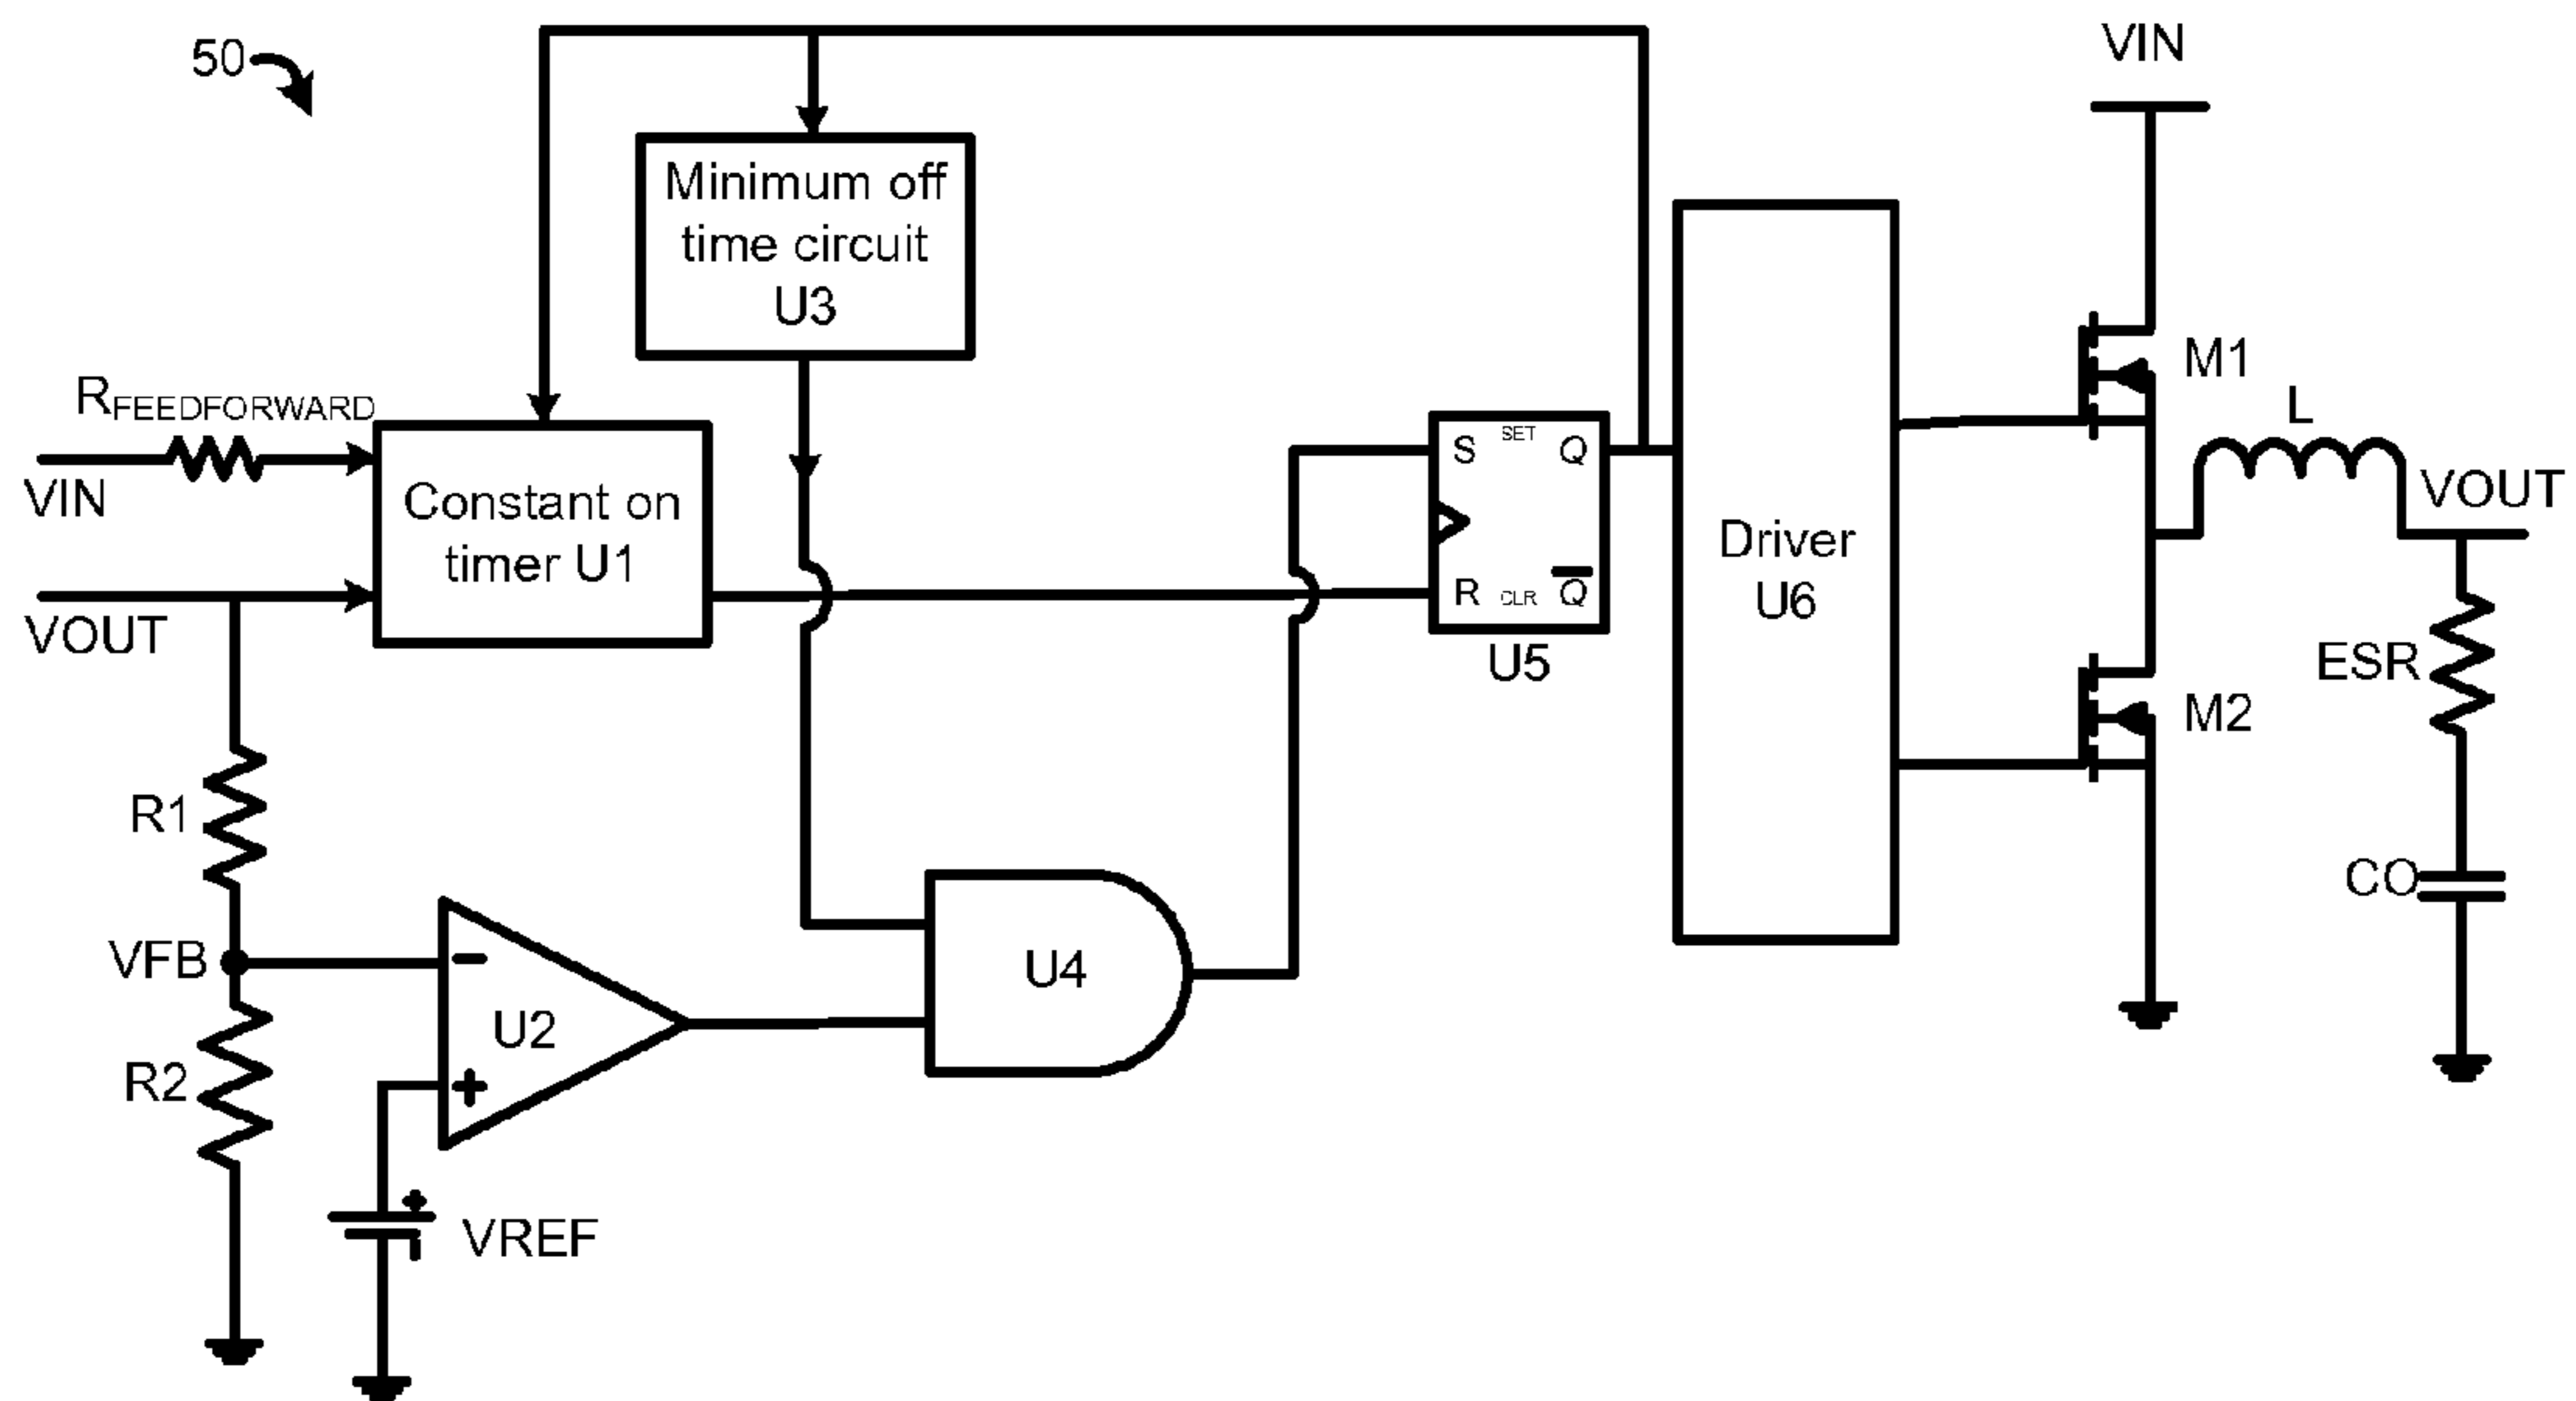 50
VIN
Minimum off
time circuit
U3
RFEEDFORWARD
VIN
Constant on
timer U1
VOUT
S SET Q
R CLR Q
U5
Driver
U6
M1
L
VOUT
ESR
M2
CO
R1
VFB
R2
-
+
U2
U4
+
-
VREF